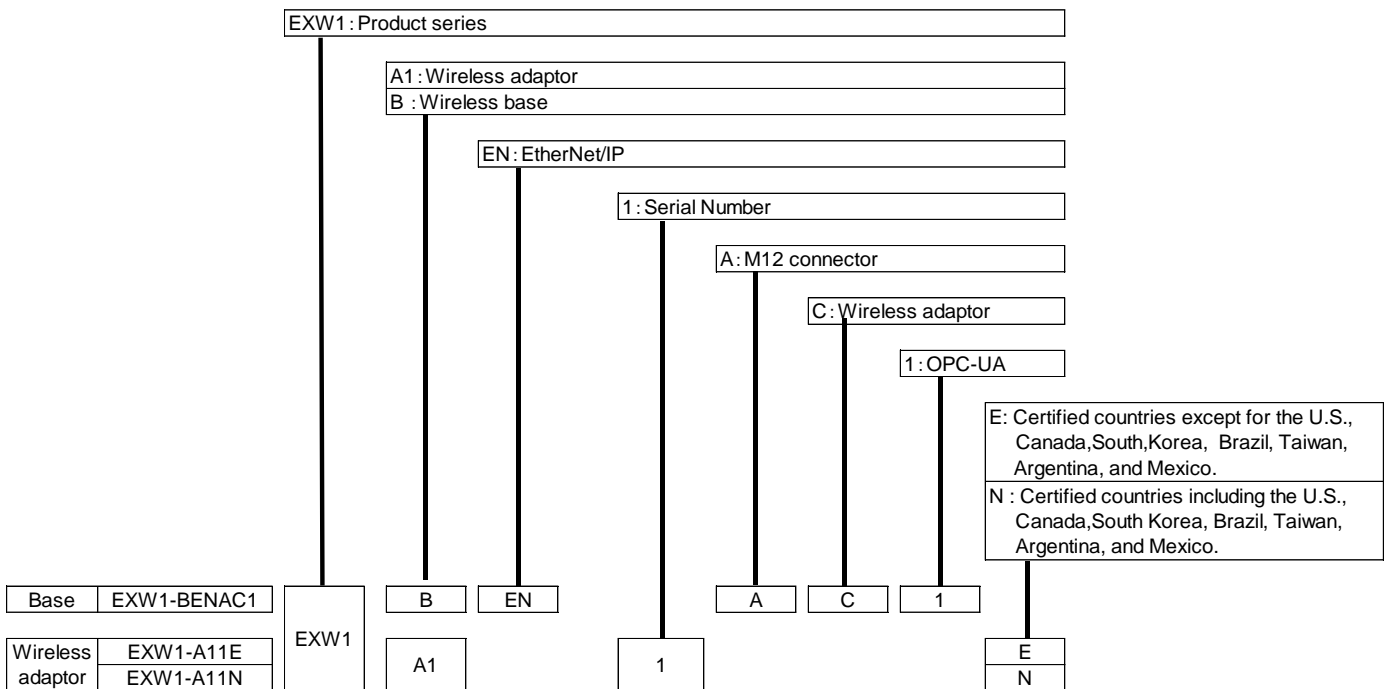 EXW1:Product series
A1:Wireless adaptor
B :Wireless base
EN:EtherNet/IP
1:Serial Number
A:M12 connector
C:Wireless adaptor
1:OPC-UA
E: Certified countries except for the U.S.,
Canada,South,Korea, Brazil, Taiwan,
Argentina, and Mexico.
N : Certified countries including the U.S.,
Canada,South Korea, Brazil, Taiwan,
Argentina, and Mexico.
Base EXW1-BENAC1 B EN A C 1
EXW1
Wireless adaptor
EXW1-A11E
EXW1-A11N
A1
1
E
N